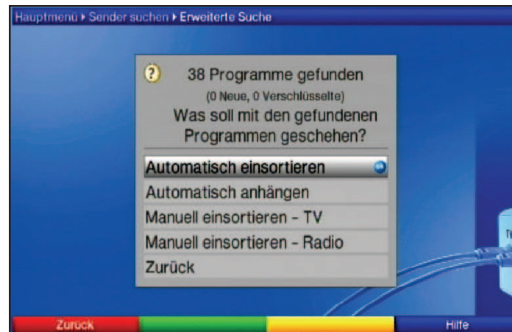 Hauptmenü ▸ Sender suchen ▸ Erweiterte Suche
? 38 Programme gefunden
(0 Neue, 0 Verschlüsselte)
Was soll mit den gefundenen
Programmen geschehen?
Automatisch einsortieren
Automatisch anhängen
Manuell einsortieren - TV
Manuell einsortieren - Radio
Zurück
Zurück Hilfe